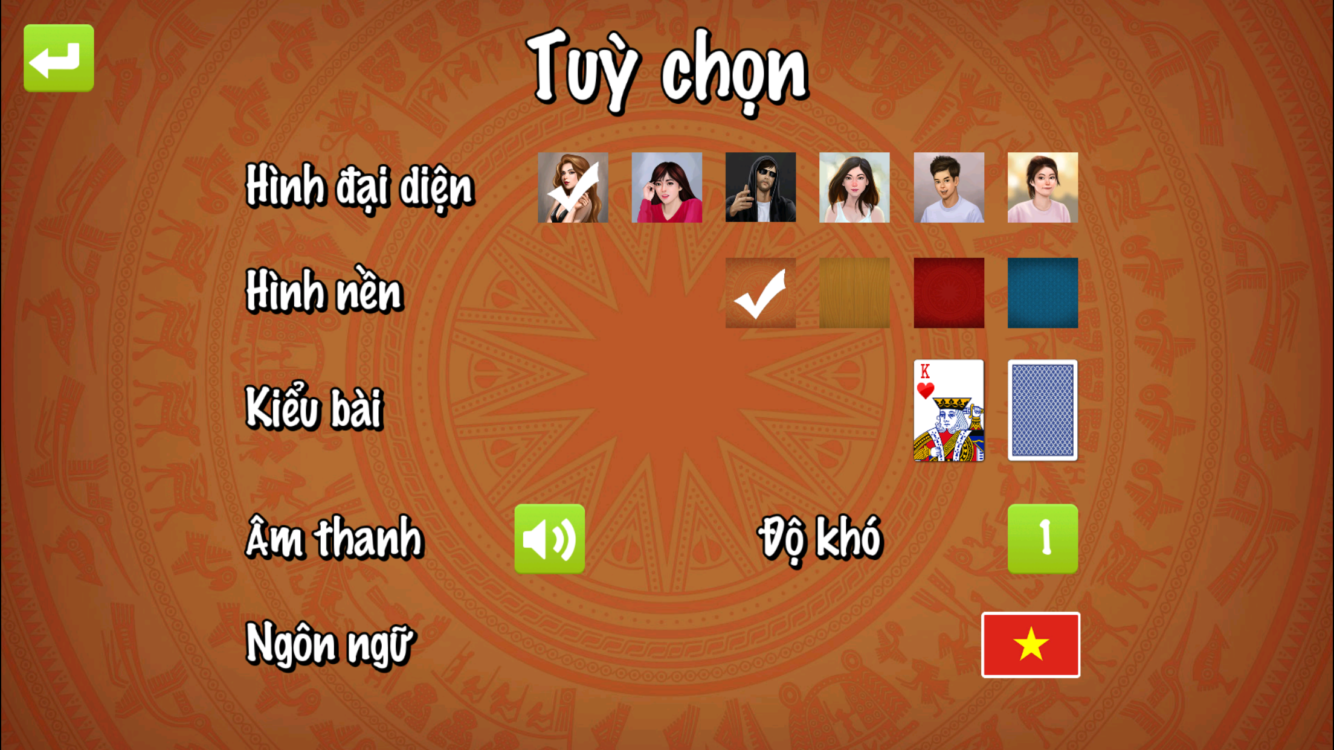 Tuỳ chọn
Hình đại diện
Hình nền
Kiểu bài
K
Âm thanh
Độ khó 1
Ngôn ngữ